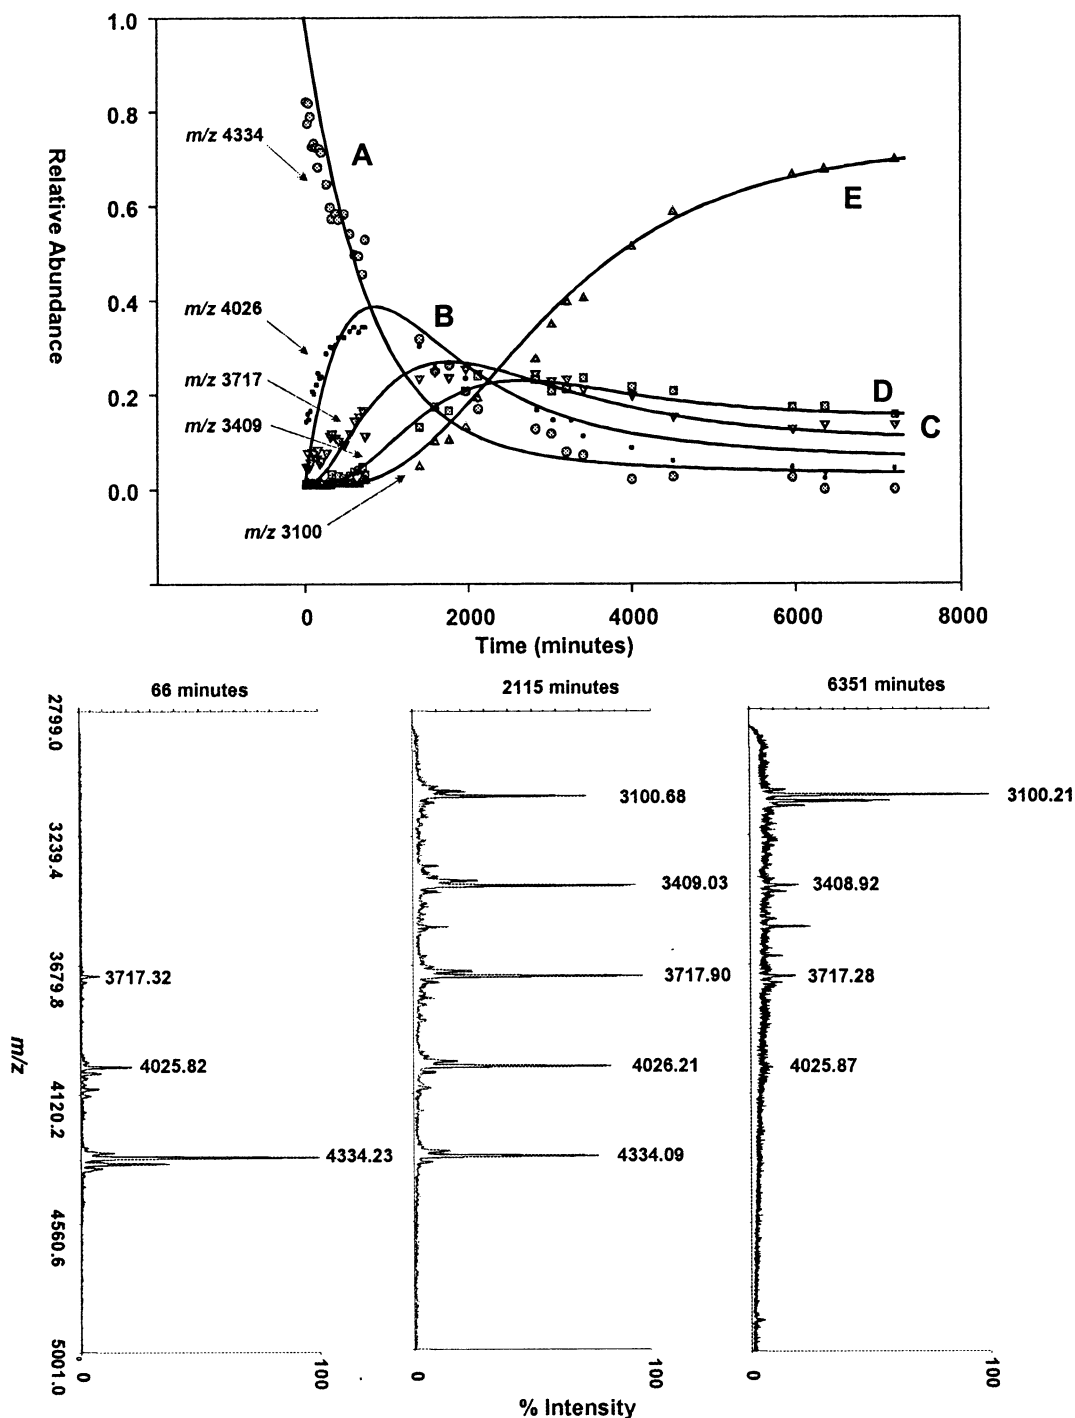 1.0
0.8
0.6
0.4
0.2
0.0
Relative Abundance
m/z 4334
A
m/z 4026
B
m/z 3717
m/z 3409
m/z 3100
E
D
C
0 2000 4000 6000 8000
Time (minutes)
66 minutes 2115 minutes 6351 minutes
2799.0
3239.4
3679.8
4120.2
4560.6
5001.0
m/z
3717.32
4025.82
4334.23
3100.68
3409.03
3717.90
4026.21
4334.09
3100.21
3408.92
3717.28
4025.87
0 100 0 100 0 100
% Intensity